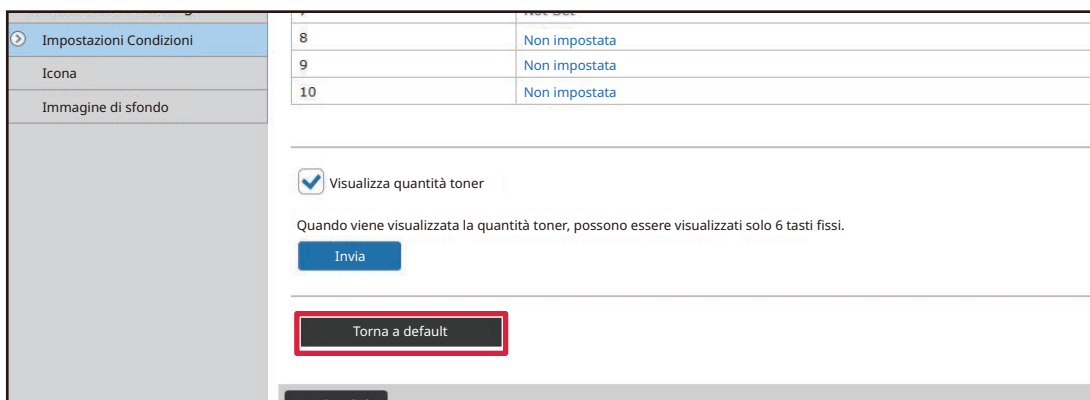 Impostazioni Condizioni
Icona
Immagine di sfondo
8 Non impostata
9 Non impostata
10 Non impostata
Visualizza quantità toner
Quando viene visualizzata la quantità toner, possono essere visualizzati solo 6 tasti fissi.
Invia
Torna a default